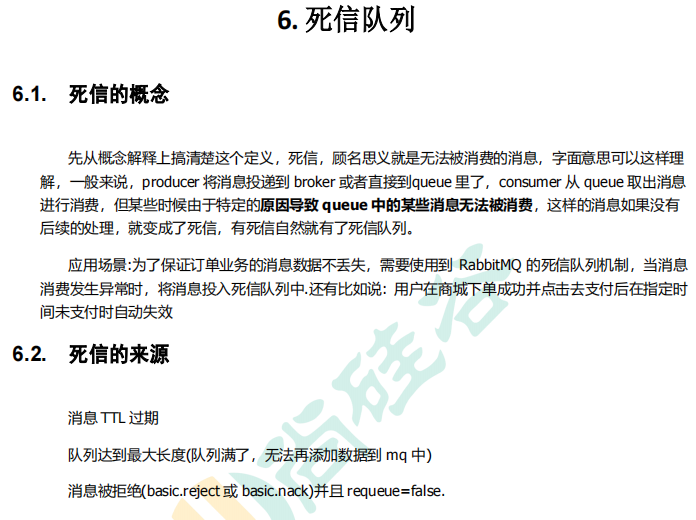 6. 死信队列
6.1. 死信的概念
先从概念解释上搞清楚这个定义，死信，顾名思义就是无法被消费的消息，字面意思可以这样理
解，一般来说，producer 将消息投递到 broker 或者直接到queue 里了，consumer 从 queue 取出消息
进行消费，但某些时候由于特定的原因导致 queue 中的某些消息无法被消费，这样的消息如果没有
后续的处理，就变成了死信，有死信自然就有了死信队列。
应用场景:为了保证订单业务的消息数据不丢失，需要使用到 RabbitMQ 的死信队列机制，当消息
消费发生异常时，将消息投入死信队列中.还有比如说：用户在商城下单成功并点击去支付后在指定时
间未支付时自动失效
6.2. 死信的来源
消息 TTL 过期
队列达到最大长度(队列满了，无法再添加数据到 mq 中)
消息被拒绝(basic.reject 或 basic.nack)并且 requeue=false.
尚硅谷